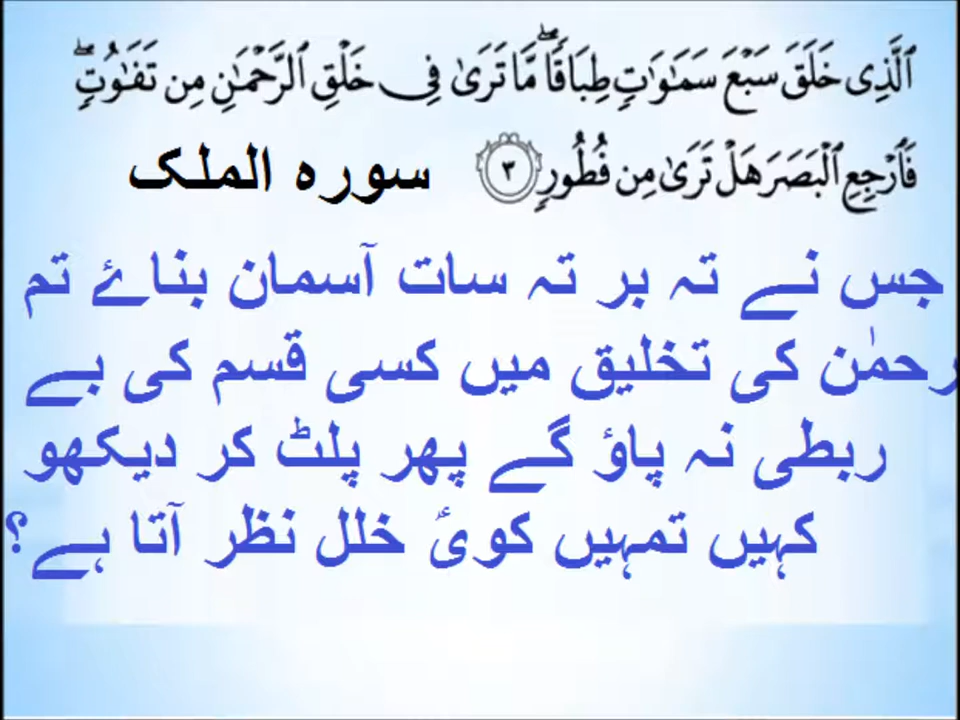 ٱلَّذِى خَلَقَ سَبْعَ سَمَـٰوَٰتٍ طِبَاقًا ۖ مَّا تَرَىٰ فِى خَلْقِ ٱلرَّحْمَـٰنِ مِن تَفَـٰوُتٍ ۖ
فَٱرْجِعِ ٱلْبَصَرَ هَلْ تَرَىٰ مِن فُطُورٍ ٣ سورہ الملک
جس نے تہ بر تہ سات آسمان بناۓ تم
رحمٰن کی تخلیق میں کسی قسم کی بے
ربطی نہ پاؤ گے پھر پلٹ کر دیکھو
کہیں تمہیں کوئ خلل نظر آتا ہے؟